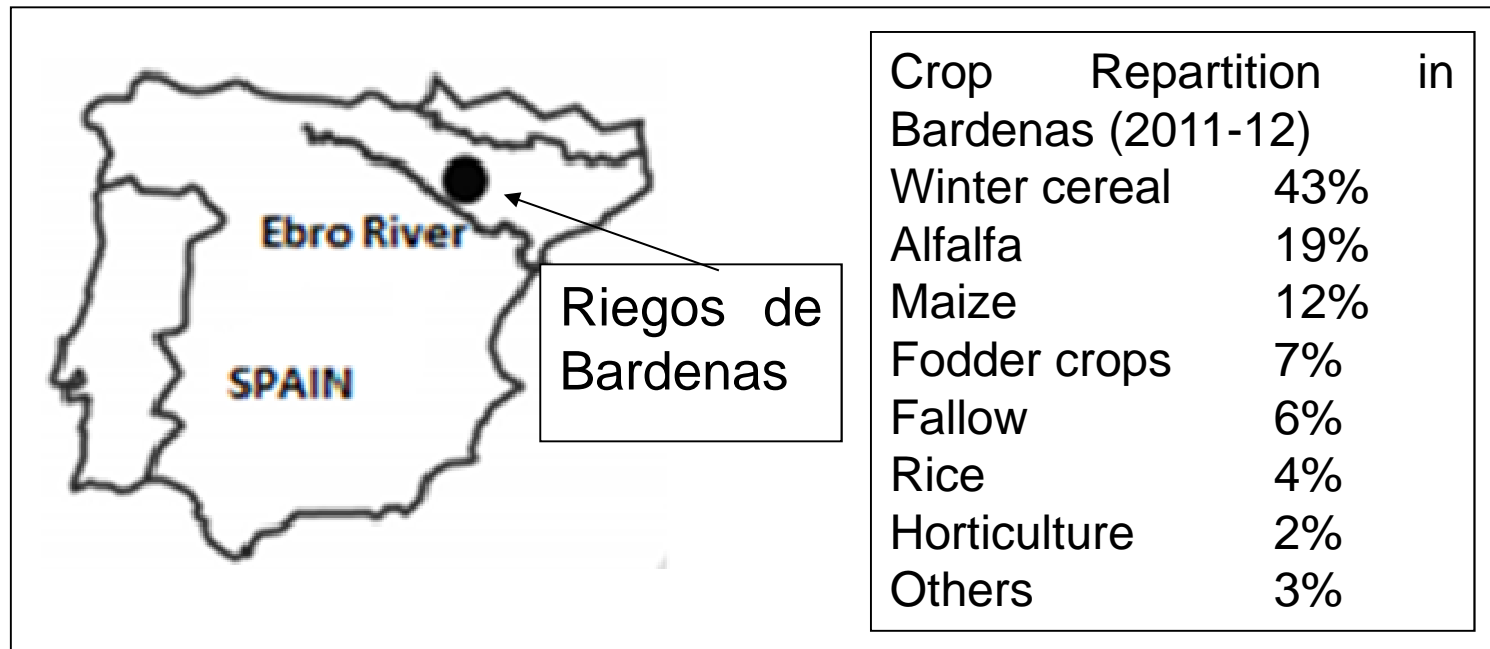 Ebro River
SPAIN
Riegos de
Bardenas
Crop Repartition in
Bardenas (2011-12)
Winter cereal 43%
Alfalfa 19%
Maize 12%
Fodder crops 7%
Fallow 6%
Rice 4%
Horticulture 2%
Others 3%